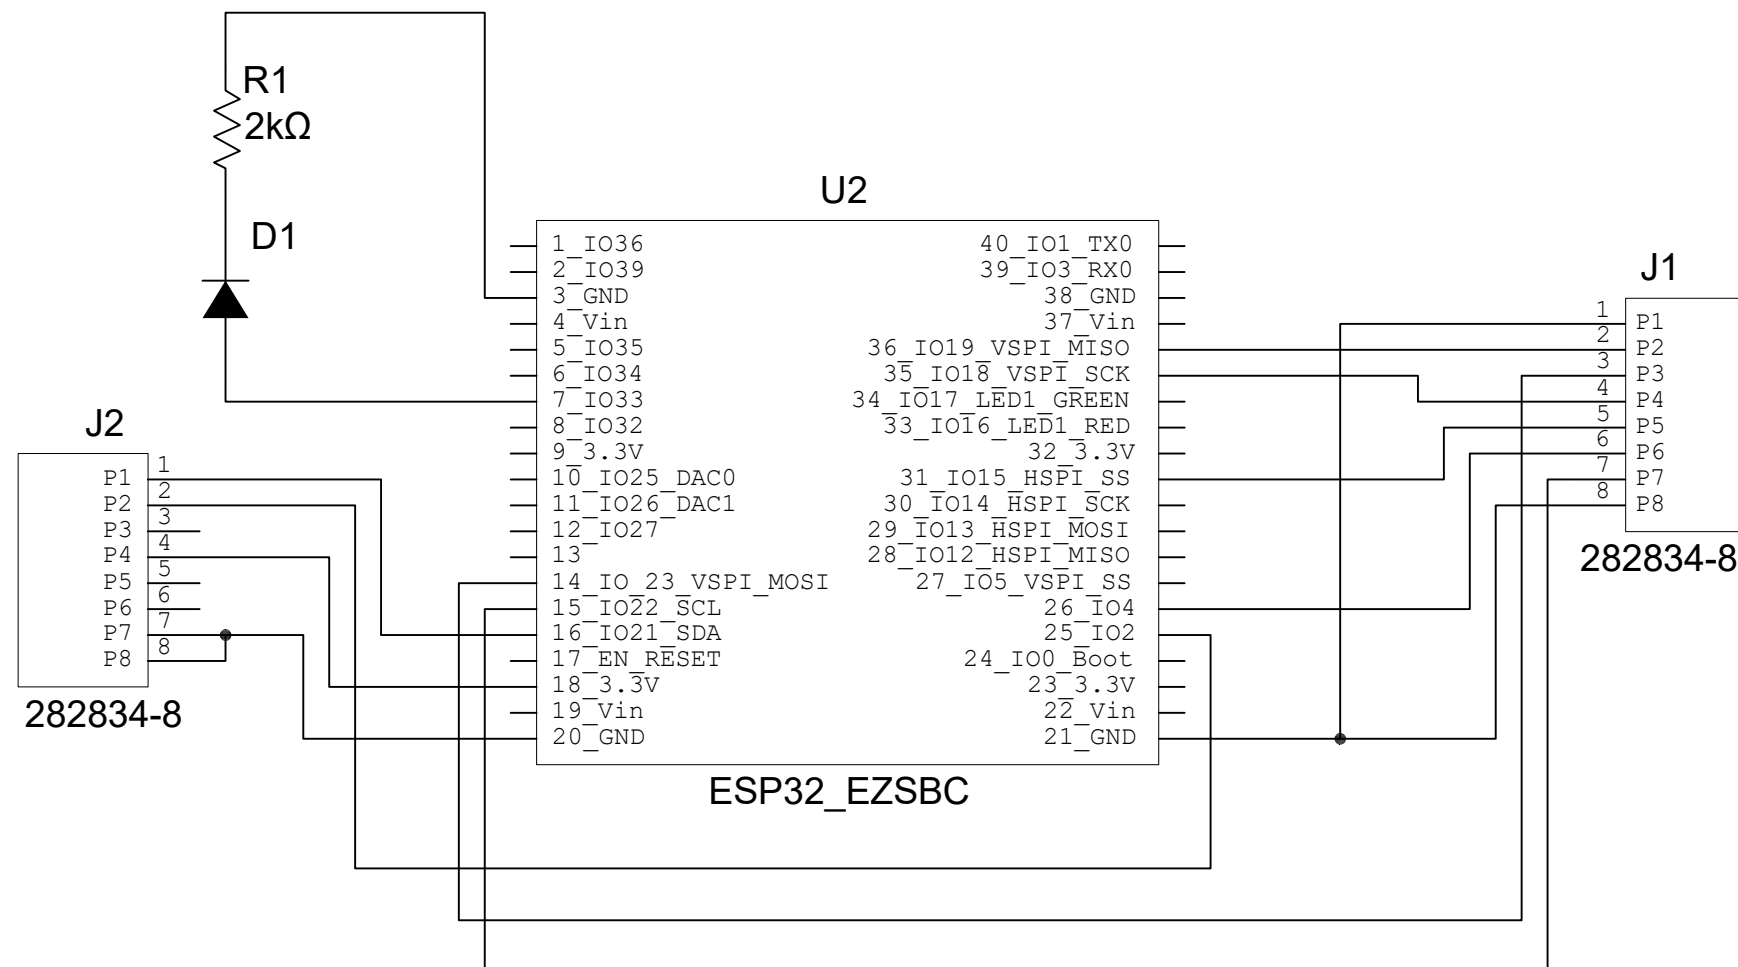 R1
2kΩ
D1
U2
1_IO36
2_IO39
3_GND
4_Vin
5_IO35
6_IO34
7_IO33
8_IO32
9_3.3V
10_IO25_DAC0
11_IO26_DAC1
12_IO27
13
14_IO_23_VSPI_MOSI
15_IO22_SCL
16_IO21_SDA
17_EN_RESET
18_3.3V
19_Vin
20_GND
40_IO1_TX0
39_IO3_RX0
38_GND
37_Vin
36_IO19_VSPI_MISO
35_IO18_VSPI_SCK
34_IO17_LED1_GREEN
33_IO16_LED1_RED
32_3.3V
31_IO15_HSPI_SS
30_IO14_HSPI_SCK
29_IO13_HSPI_MOSI
28_IO12_HSPI_MISO
27_IO5_VSPI_SS
26_IO4
25_IO2
24_IO0_Boot
23_3.3V
22_Vin
21_GND
ESP32_EZSBC
J2
P1 1
P2 2
P3 3
P4 4
P5 5
P6 6
P7 7
P8 8
282834-8
J1
1 P1
2 P2
3 P3
4 P4
5 P5
6 P6
7 P7
8 P8
282834-8